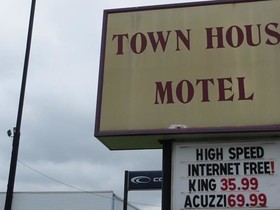 TOWN HOUS
MOTEL
HIGH SPEED
INTERNET FREE!
KING 35.99
ACUZZI 69.99